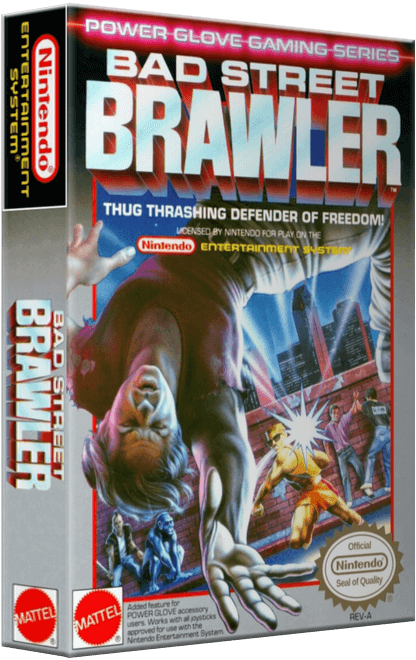 POWER GLOVE GAMING SERIES
BAD STREET
BRAWLER
™
THUG THRASHING DEFENDER OF FREEDOM!
LICENSED BY NINTENDO FOR PLAY ON THE
Nintendo® ENTERTAINMENT SYSTEM®
Official
Nintendo®
Seal of Quality
REV-A
MATTEL®
Added feature for
POWER GLOVE accessory
users. Works with all joysticks
approved for use with the
Nintendo Entertainment System.
Nintendo®
ENTERTAINMENT
SYSTEM®
BAD STREET
BRAWLER
MATTEL®